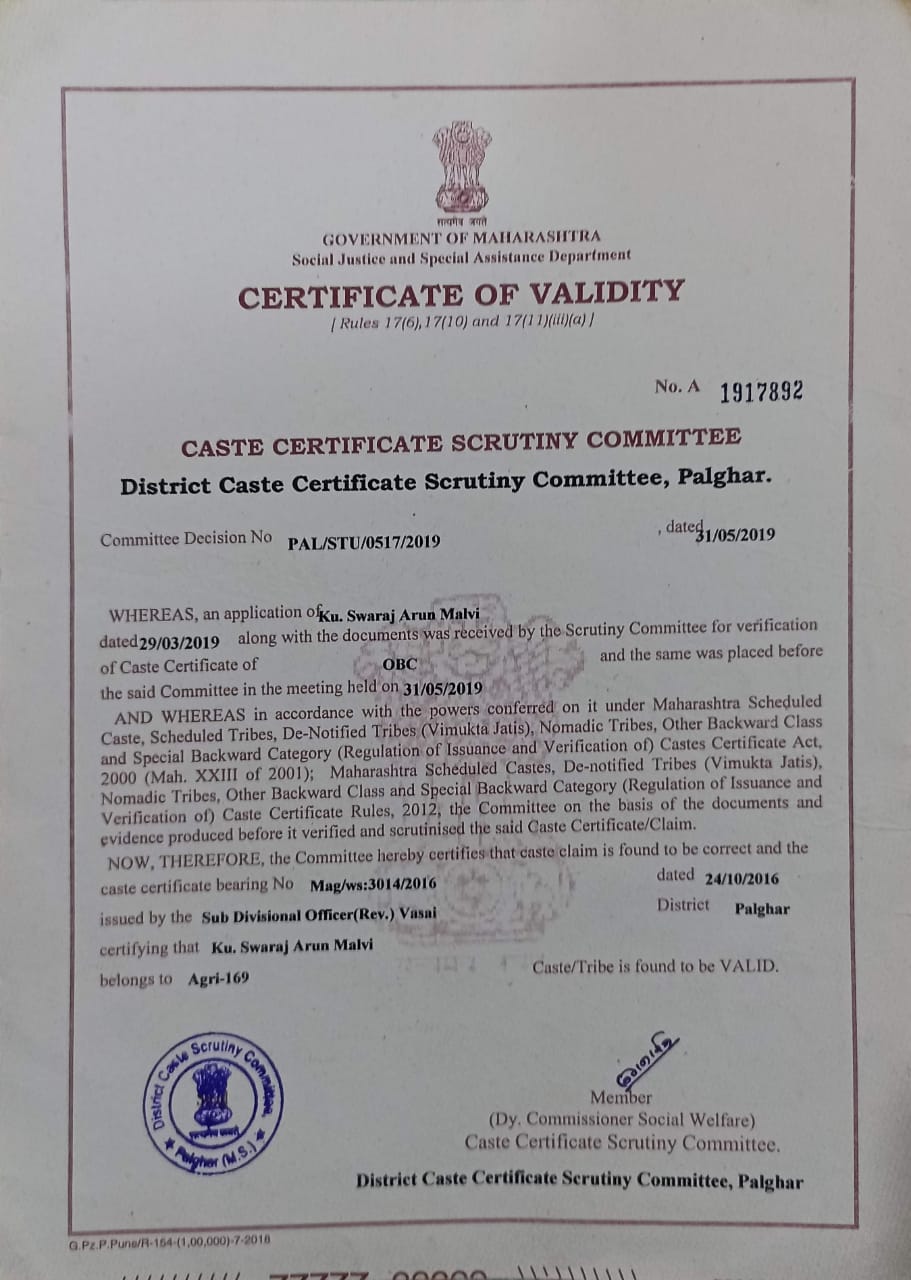 सत्यमेव जयते
GOVERNMENT OF MAHARASHTRA
Social Justice and Special Assistance Department
CERTIFICATE OF VALIDITY
[ Rules 17(6),17(10) and 17(11)(iii)(a) ]
No. A 1917892
CASTE CERTIFICATE SCRUTINY COMMITTEE
District Caste Certificate Scrutiny Committee, Palghar.
Committee Decision No PAL/STU/0517/2019 , dated 31/05/2019
WHEREAS, an application of Ku. Swaraj Arun Malvi
dated 29/03/2019 along with the documents was received by the Scrutiny Committee for verification
of Caste Certificate of OBC and the same was placed before
the said Committee in the meeting held on 31/05/2019
AND WHEREAS in accordance with the powers conferred on it under Maharashtra Scheduled
Caste, Scheduled Tribes, De-Notified Tribes (Vimukta Jatis), Nomadic Tribes, Other Backward Class
and Special Backward Category (Regulation of Issuance and Verification of) Castes Certificate Act,
2000 (Mah. XXIII of 2001); Maharashtra Scheduled Castes, De-notified Tribes (Vimukta Jatis),
Nomadic Tribes, Other Backward Class and Special Backward Category (Regulation of Issuance and
Verification of) Caste Certificate Rules, 2012, the Committee on the basis of the documents and
evidence produced before it verified and scrutinised the said Caste Certificate/Claim.
NOW, THEREFORE, the Committee hereby certifies that caste claim is found to be correct and the
caste certificate bearing No Mag/ws:3014/2016 dated 24/10/2016
issued by the Sub Divisional Officer(Rev.) Vasai District Palghar
certifying that Ku. Swaraj Arun Malvi
belongs to Agri-169 Caste/Tribe is found to be VALID.
District Caste Scrutiny Committee
Palghar (M.S.)
Member
(Dy. Commissioner Social Welfare)
Caste Certificate Scrutiny Committee.
District Caste Certificate Scrutiny Committee, Palghar
G.Pz.P.Pune/R-164-(1,00,000)-7-2018